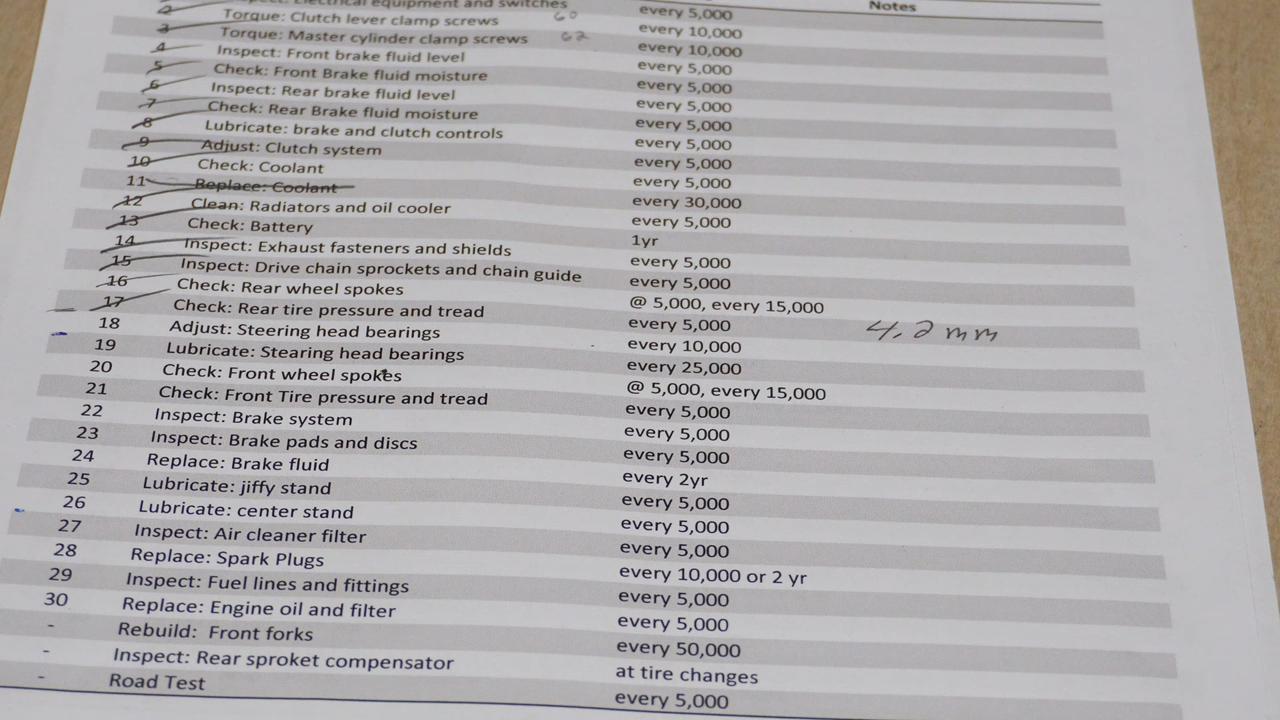 Electrical equipment and switches every 5,000 Notes
2 Torque: Clutch lever clamp screws 60 every 10,000
3 Torque: Master cylinder clamp screws 62 every 10,000
4 Inspect: Front brake fluid level every 5,000
5 Check: Front Brake fluid moisture every 5,000
6 Inspect: Rear brake fluid level every 5,000
7 Check: Rear Brake fluid moisture every 5,000
8 Lubricate: brake and clutch controls every 5,000
9 Adjust: Clutch system every 5,000
10 Check: Coolant every 5,000
11 Replace: Coolant every 30,000
12 Clean: Radiators and oil cooler every 5,000
13 Check: Battery 1yr
14 Inspect: Exhaust fasteners and shields every 5,000
15 Inspect: Drive chain sprockets and chain guide every 5,000
16 Check: Rear wheel spokes @ 5,000, every 15,000
17 Check: Rear tire pressure and tread every 5,000 4.2 mm
18 Adjust: Steering head bearings every 10,000
19 Lubricate: Stearing head bearings every 25,000
20 Check: Front wheel spokes @ 5,000, every 15,000
21 Check: Front Tire pressure and tread every 5,000
22 Inspect: Brake system every 5,000
23 Inspect: Brake pads and discs every 5,000
24 Replace: Brake fluid every 2yr
25 Lubricate: jiffy stand every 5,000
26 Lubricate: center stand every 5,000
27 Inspect: Air cleaner filter every 5,000
28 Replace: Spark Plugs every 10,000 or 2 yr
29 Inspect: Fuel lines and fittings every 5,000
30 Replace: Engine oil and filter every 5,000
- Rebuild: Front forks every 50,000
- Inspect: Rear sproket compensator at tire changes
- Road Test every 5,000